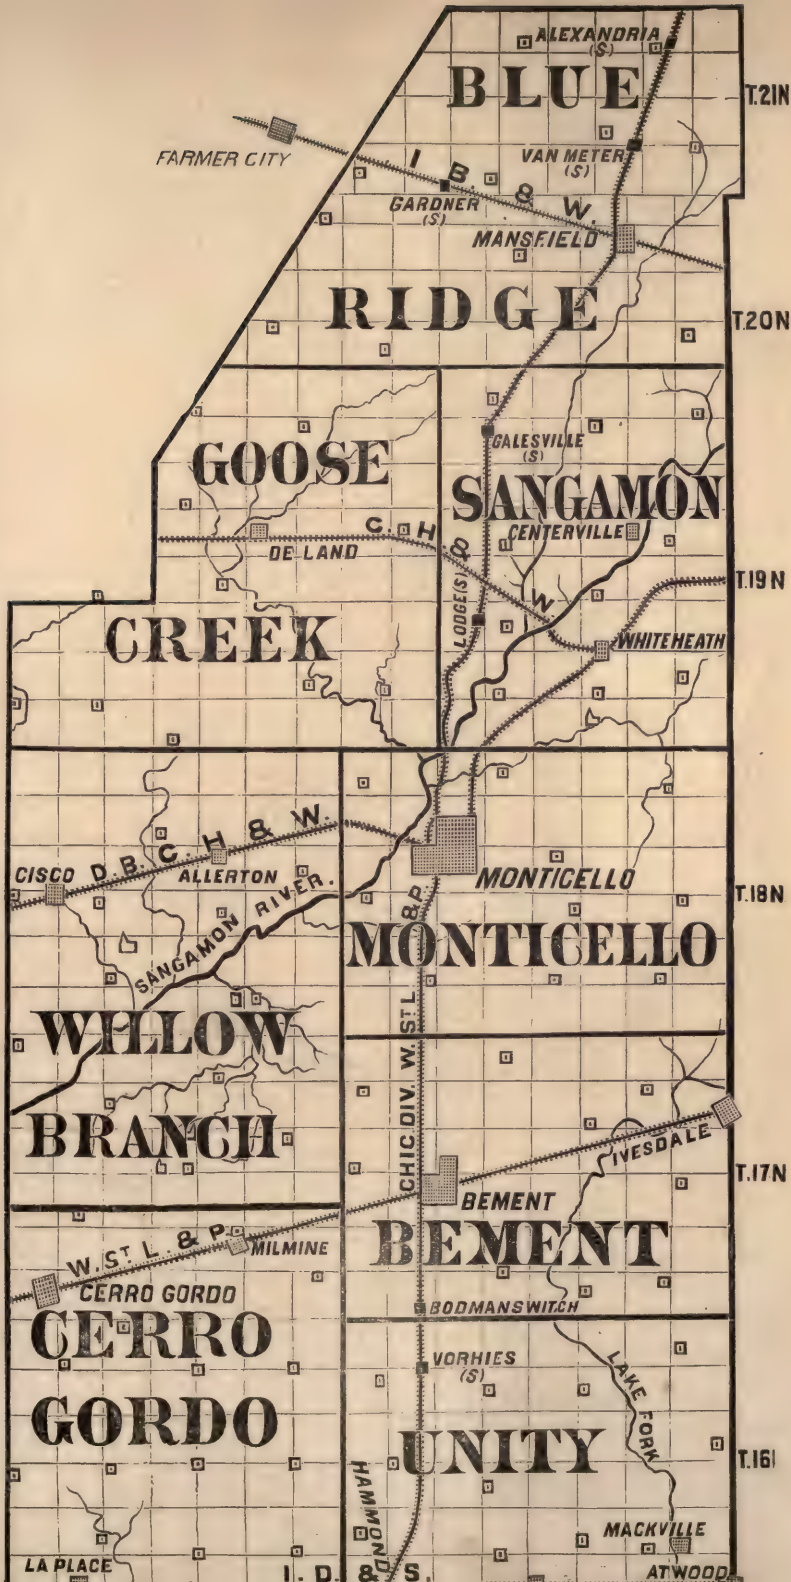 ALEXANDRIA
(S)
BLUE
T.21N
FARMER CITY
I. B. & W.
VAN METER
(S)
GARDNER
(S)
MANSFIELD
RIDGE
T.20N
GOOSE
GALESVILLE
(S)
SANGAMON
C. H. & W
CENTERVILLE
DE LAND
T.19N
LODGE(S)
CREEK
WHITEHEATH
D. B. C. H & W.
CISCO
ALLERTON
MONTICELLO
SANGAMON RIVER.
T.18N
MONTICELLO
CHIC DIV. W. ST L & P
WILLOW
BRANCH
IVESDALE
T.17N
BEMENT
BEMENT
W. ST L. & P
MILMINE
CERRO GORDO
BODMANSWITCH
CERRO
VORHIES
(S)
LAKE FORK
GORDO
UNITY
T.16
HAMMOND
MACKVILLE
LA PLACE
I. D. & S.
ATWOOD